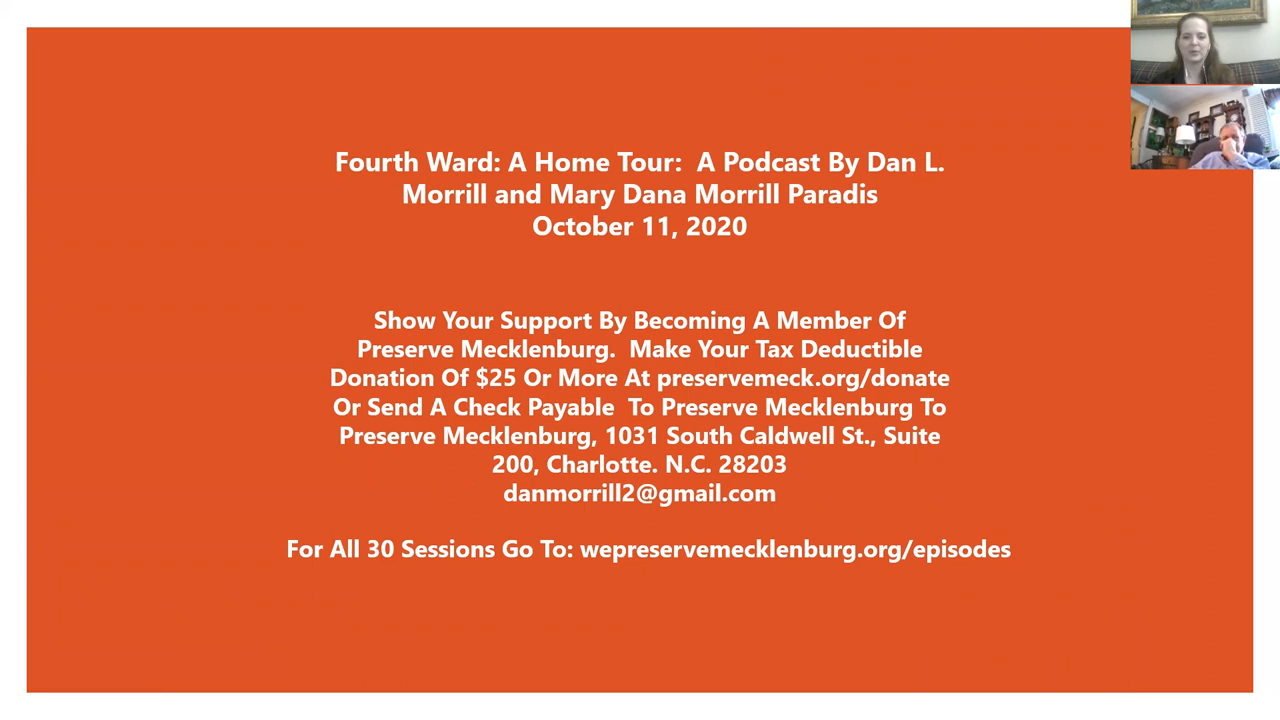 Fourth Ward: A Home Tour:  A Podcast By Dan L.
Morrill and Mary Dana Morrill Paradis
October 11, 2020
Show Your Support By Becoming A Member Of
Preserve Mecklenburg.  Make Your Tax Deductible
Donation Of $25 Or More At preservemeck.org/donate
Or Send A Check Payable  To Preserve Mecklenburg To
Preserve Mecklenburg, 1031 South Caldwell St., Suite
200, Charlotte. N.C. 28203
danmorrill2@gmail.com
For All 30 Sessions Go To: wepreservemecklenburg.org/episodes